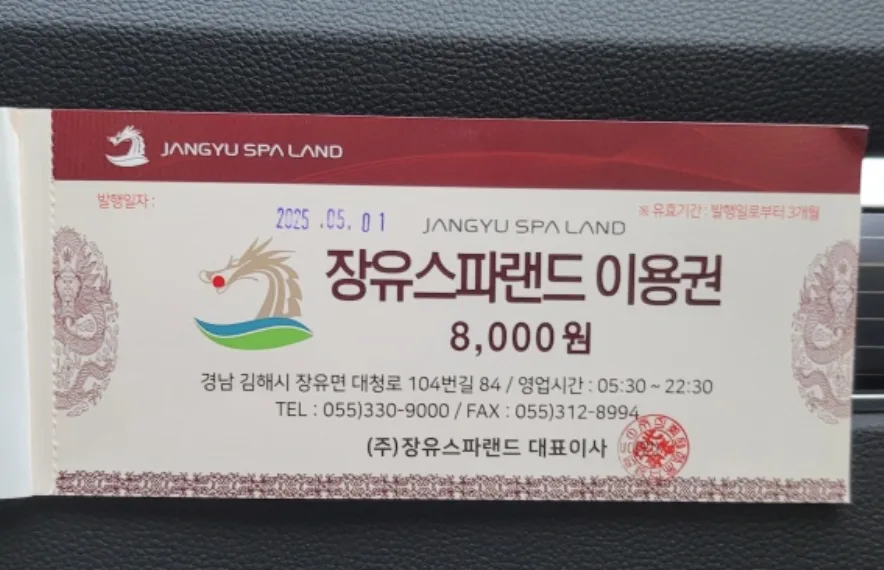 JANGYU SPA LAND
발행일자 :
2025 .05. 01
※ 유효기간 : 발행일로부터 3개월
JANGYU SPA LAND
장유스파랜드 이용권
8,000원
경남 김해시 장유면 대청로 104번길 84 / 영업시간 : 05:30 ~ 22:30
TEL : 055)330-9000 / FAX : 055)312-8994
(주)장유스파랜드 대표이사